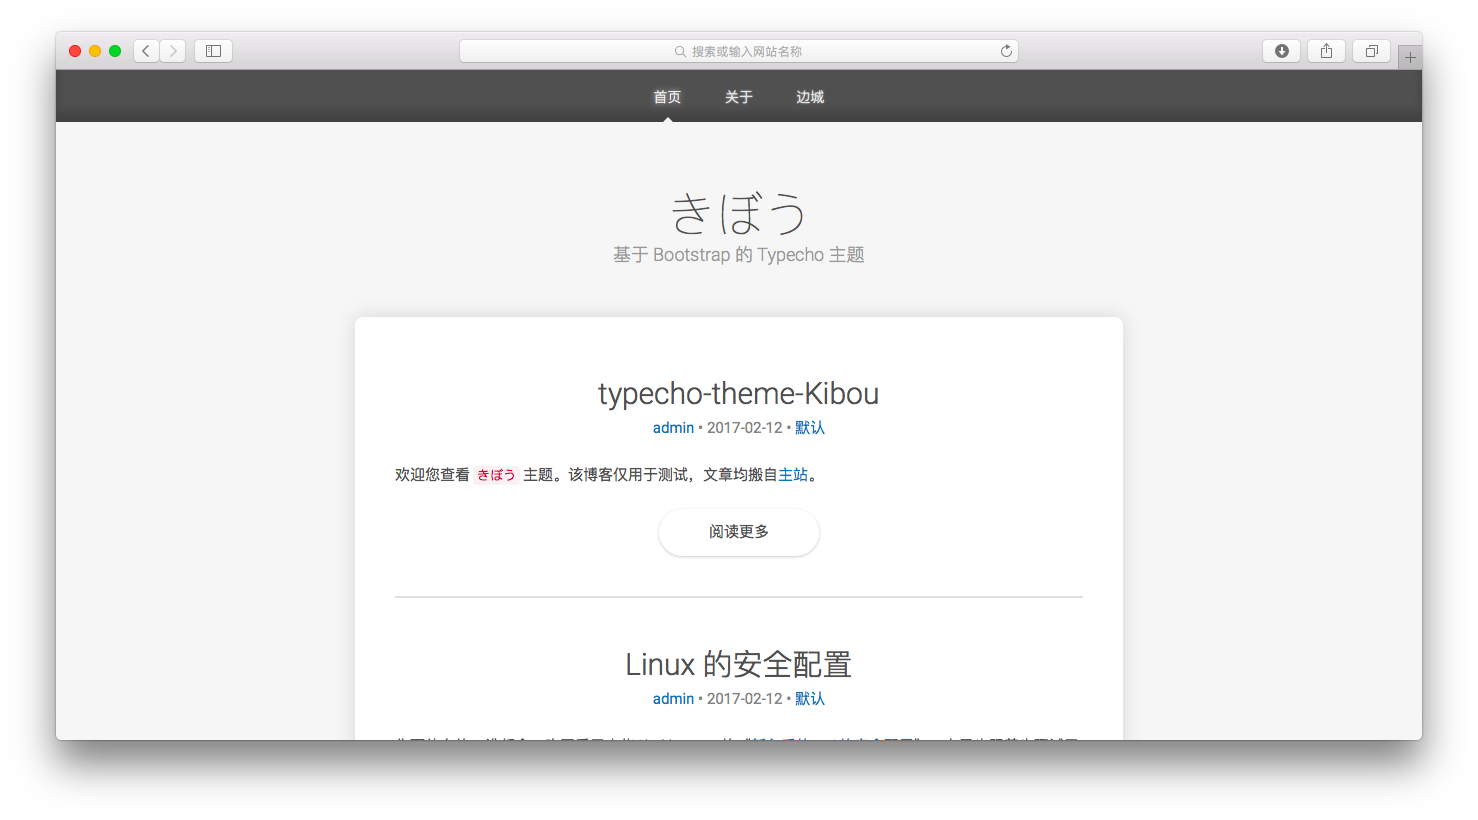 搜索或输入网站名称
首页 关于 边城
きぼう
基于 Bootstrap 的 Typecho 主题
typecho-theme-Kibou
admin • 2017-02-12 • 默认
欢迎您查看 きぼう 主题。该博客仅用于测试，文章均搬自主站。
阅读更多
Linux 的安全配置
admin • 2017-02-12 • 默认